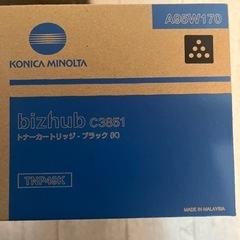 A95W170
KONICA MINOLTA
bizhub C3851
トナーカートリッジ - ブラック (K)
TNP49K
MADE IN MALAYSIA